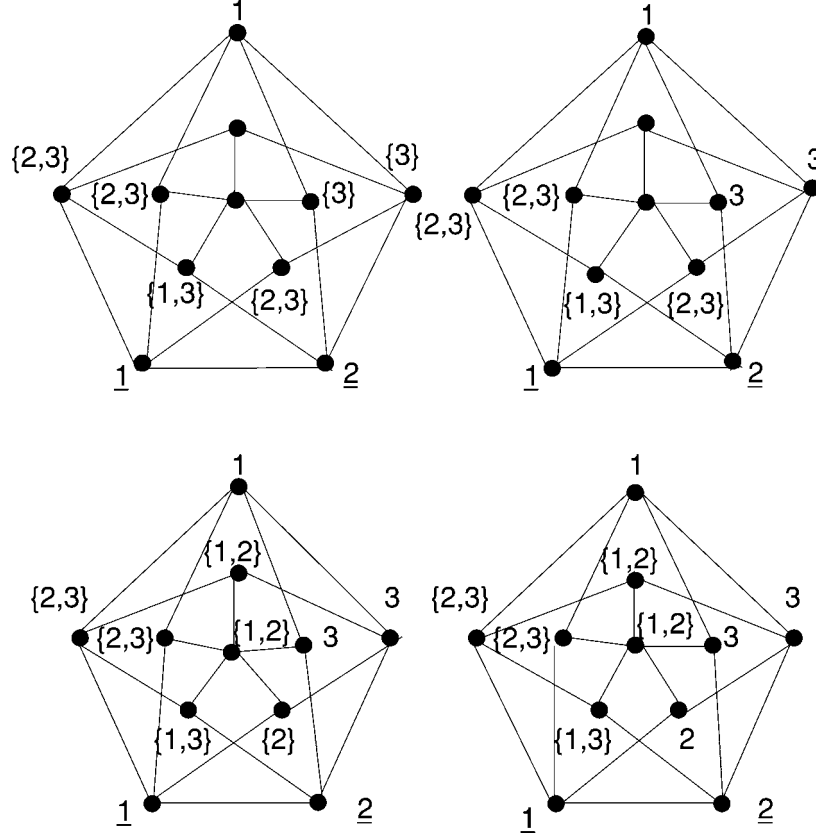 1 1
{2,3} {3} 3
{2,3} {3} {2,3} {2,3} 3
{1,3} {2,3} {1,3} {2,3}
1 2 1 2
1 1
{1,2} {1,2}
{2,3} 3 {2,3} 3
{2,3} {1,2} 3 {2,3} {1,2} 3
{1,3} {2} {1,3} 2
1 2 1 2